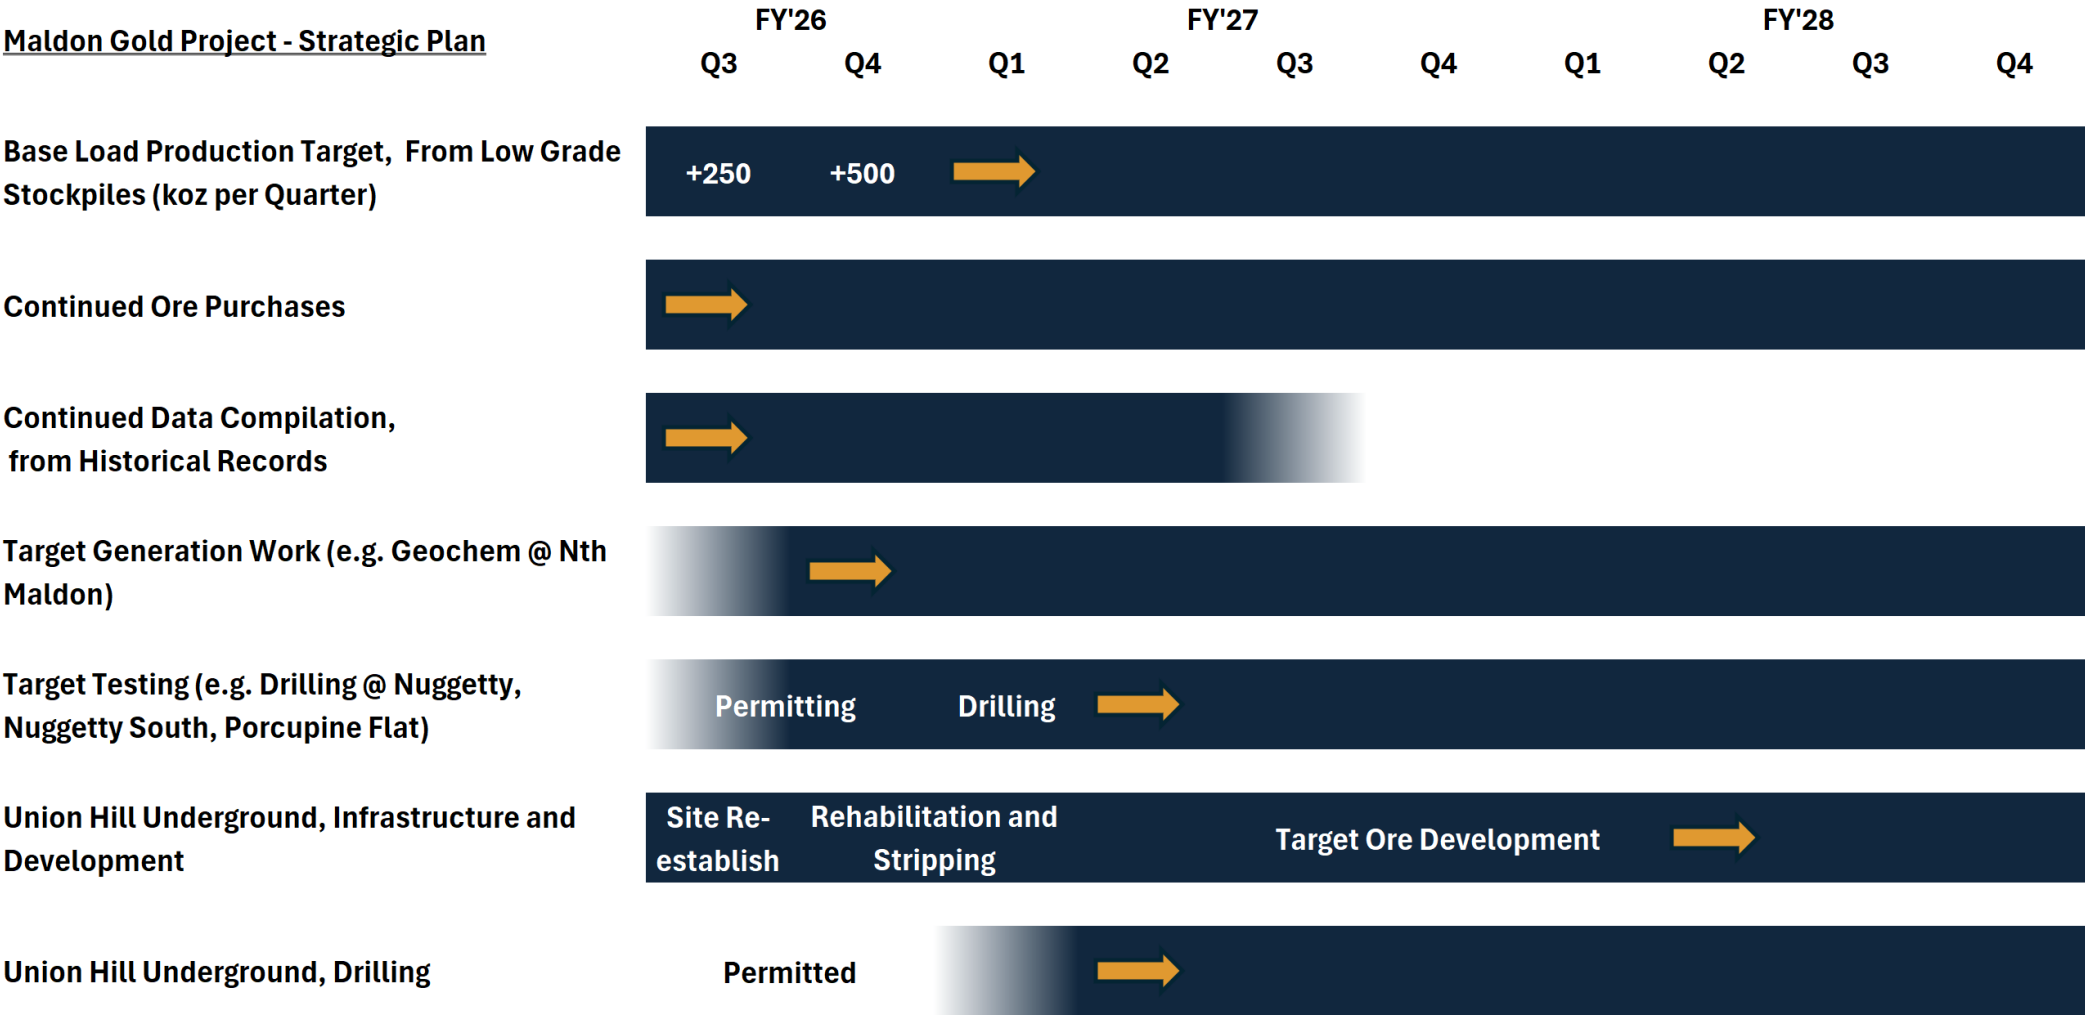 Maldon Gold Project - Strategic Plan
FY'26 FY'27 FY'28
Q3 Q4 Q1 Q2 Q3 Q4 Q1 Q2 Q3 Q4
Base Load Production Target,  From Low Grade
Stockpiles (koz per Quarter)
+250 +500
Continued Ore Purchases
Continued Data Compilation,
from Historical Records
Target Generation Work (e.g. Geochem @ Nth
Maldon)
Target Testing (e.g. Drilling @ Nuggetty,
Nuggetty South, Porcupine Flat)
Permitting Drilling
Union Hill Underground, Infrastructure and
Development
Site Re-
establish
Rehabilitation and
Stripping
Target Ore Development
Union Hill Underground, Drilling
Permitted